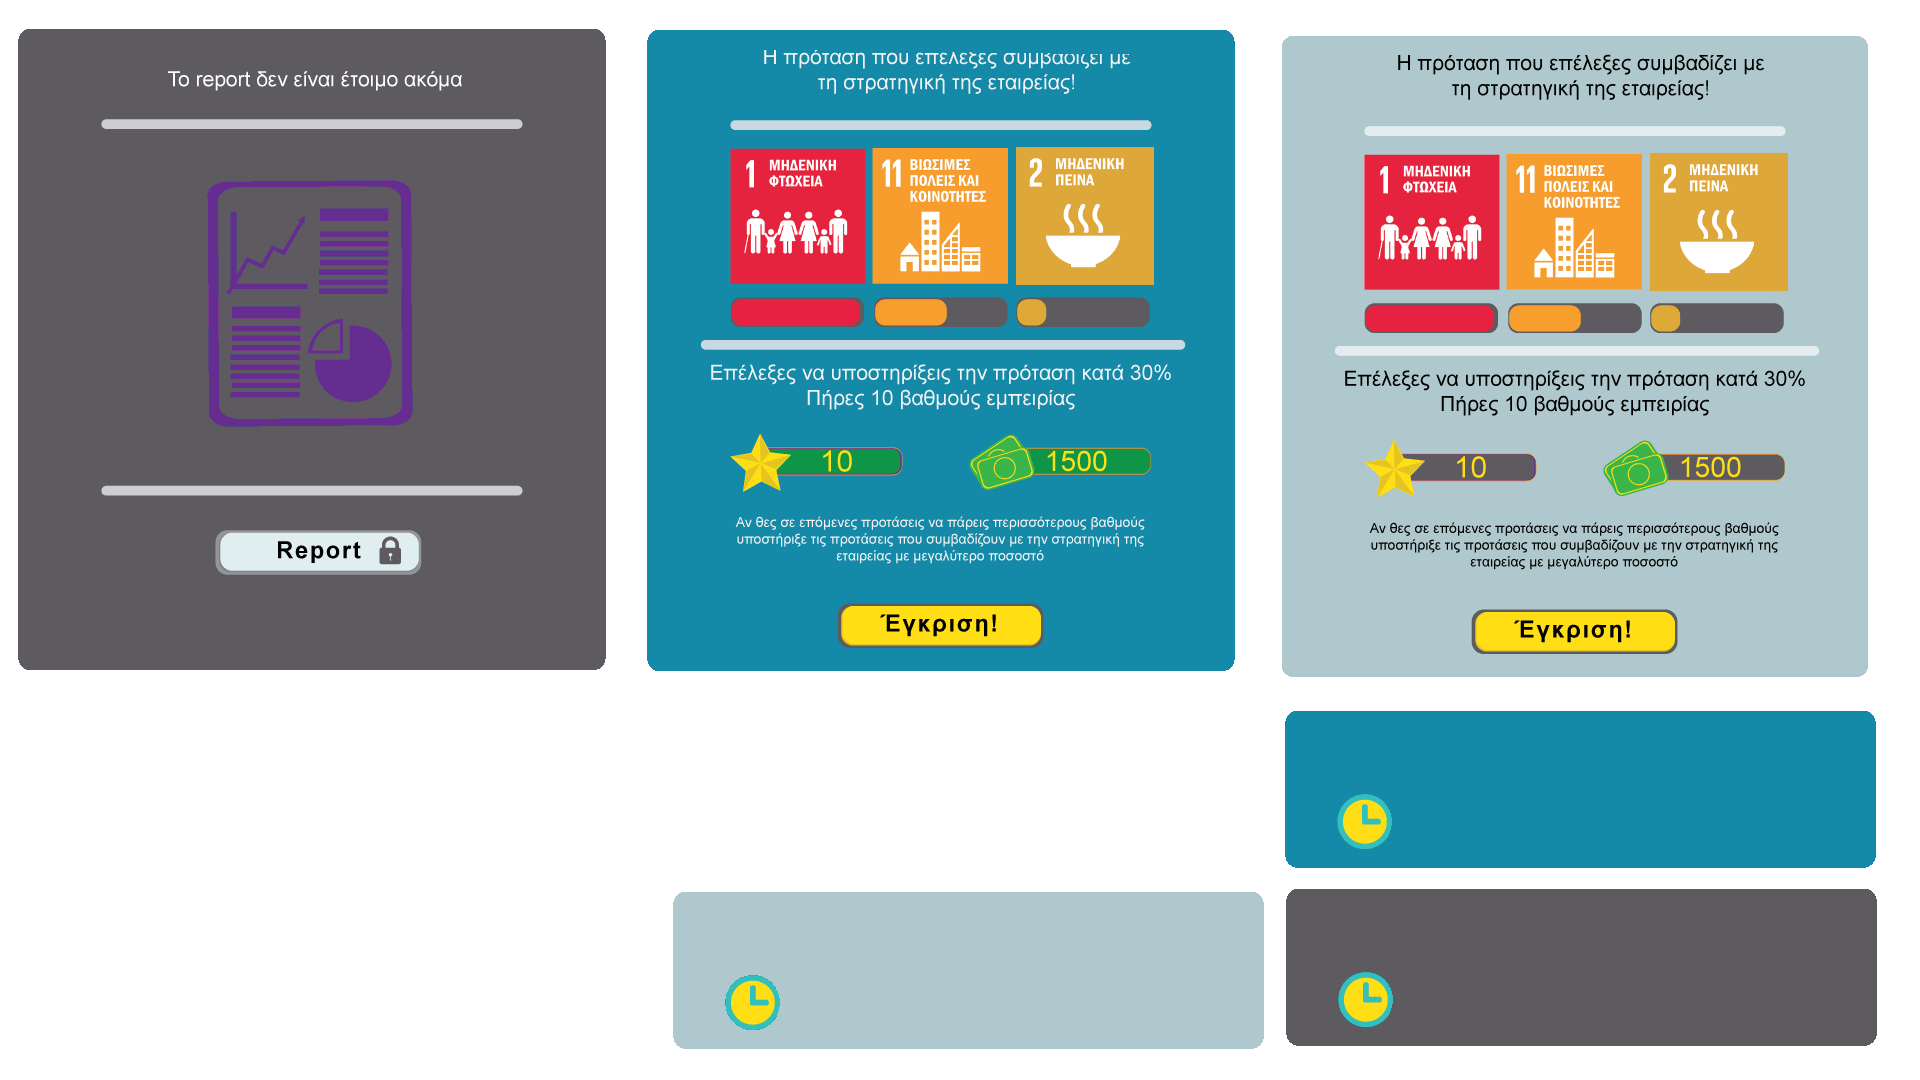 Το report δεν είναι έτοιμο ακόμα
Report
Η πρόταση που επέλεξες συμβαδίζει με
τη στρατηγική της εταιρείας!
1 ΜΗΔΕΝΙΚΗ
ΦΤΩΧΕΙΑ
11 ΒΙΩΣΙΜΕΣ
ΠΟΛΕΙΣ ΚΑΙ
ΚΟΙΝΟΤΗΤΕΣ
2 ΜΗΔΕΝΙΚΗ
ΠΕΙΝΑ
Επέλεξες να υποστηρίξεις την πρόταση κατά 30%
Πήρες 10 βαθμούς εμπειρίας
10
1500
Αν θες σε επόμενες προτάσεις να πάρεις περισσότερους βαθμούς
υποστήριξε τις προτάσεις που συμβαδίζουν με την στρατηγική της
εταιρείας με μεγαλύτερο ποσοστό
Έγκριση!
Η πρόταση που επέλεξες συμβαδίζει με
τη στρατηγική της εταιρείας!
1 ΜΗΔΕΝΙΚΗ
ΦΤΩΧΕΙΑ
11 ΒΙΩΣΙΜΕΣ
ΠΟΛΕΙΣ ΚΑΙ
ΚΟΙΝΟΤΗΤΕΣ
2 ΜΗΔΕΝΙΚΗ
ΠΕΙΝΑ
Επέλεξες να υποστηρίξεις την πρόταση κατά 30%
Πήρες 10 βαθμούς εμπειρίας
10
1500
Αν θες σε επόμενες προτάσεις να πάρεις περισσότερους βαθμούς
υποστήριξε τις προτάσεις που συμβαδίζουν με την στρατηγική της
εταιρείας με μεγαλύτερο ποσοστό
Έγκριση!